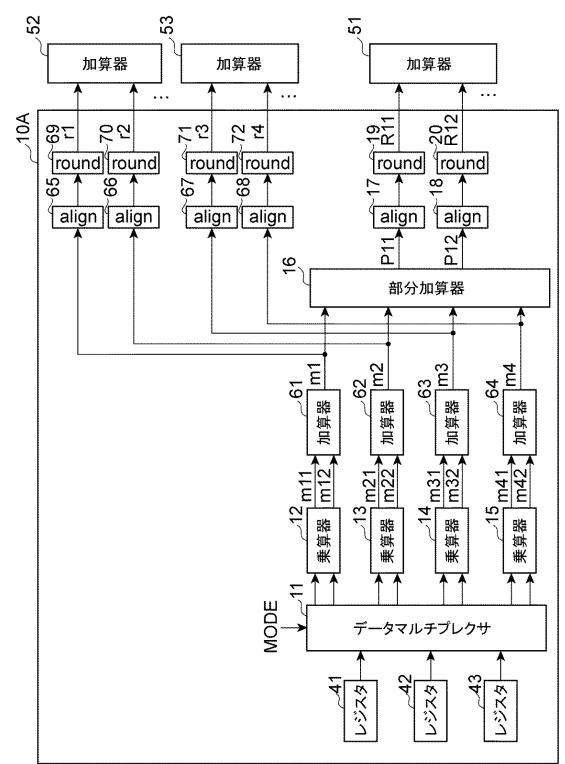 10A
41
レジスタ
42
レジスタ
43
レジスタ
MODE
11
データマルチプレクサ
12
乗算器
13
乗算器
14
乗算器
15
乗算器
m11
m12
m21
m22
m31
m32
m41
m42
61
加算器
62
加算器
63
加算器
64
加算器
m1
m2
m3
m4
16
部分加算器
P11
P12
65
align
66
align
67
align
68
align
17
align
18
align
69
round
70
round
71
round
72
round
19
round
20
round
r1
r2
r3
r4
R11
R12
52
加算器
...
53
加算器
...
51
加算器
...